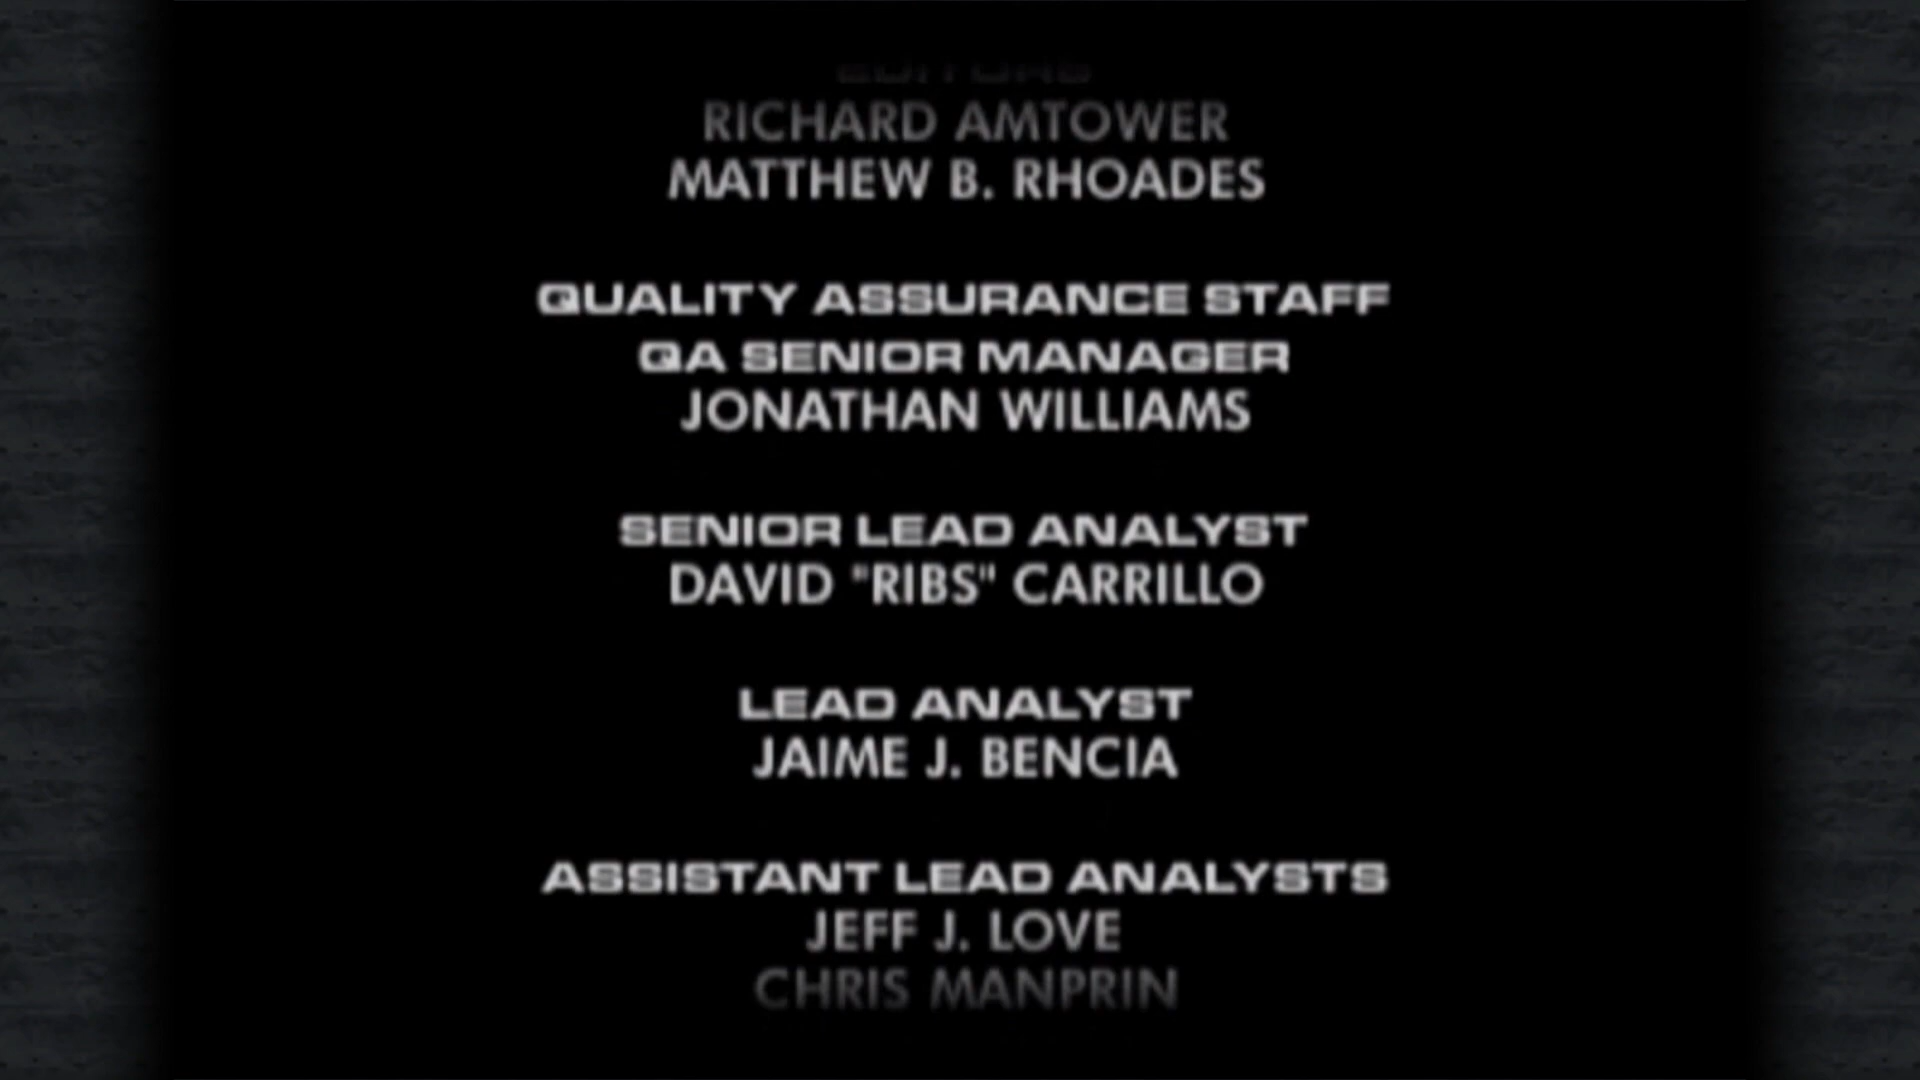 EDITORS
RICHARD AMTOWER
MATTHEW B. RHOADES
QUALITY ASSURANCE STAFF
QA SENIOR MANAGER
JONATHAN WILLIAMS
SENIOR LEAD ANALYST
DAVID "RIBS" CARRILLO
LEAD ANALYST
JAIME J. BENCIA
ASSISTANT LEAD ANALYSTS
JEFF J. LOVE
CHRIS MANPRIN